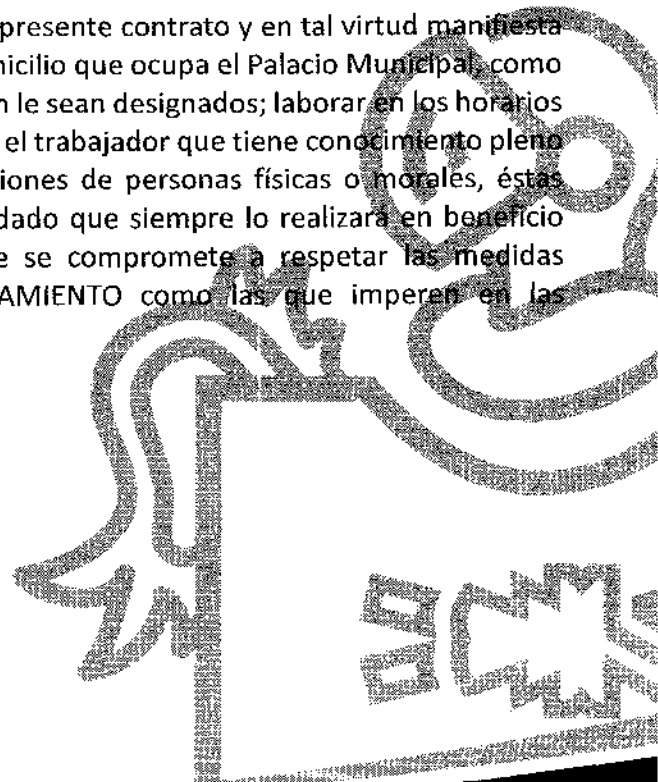 presente contrato y en tal virtud manifiesta
nicilio que ocupa el Palacio Municipal, como
n le sean designados; laborar en los horarios
el trabajador que tiene conocimiento pleno
iones de personas físicas o morales, éstas
dado que siempre lo realizará en beneficio
e se compromete a respetar las medidas
AMIENTO como las que imperen en las